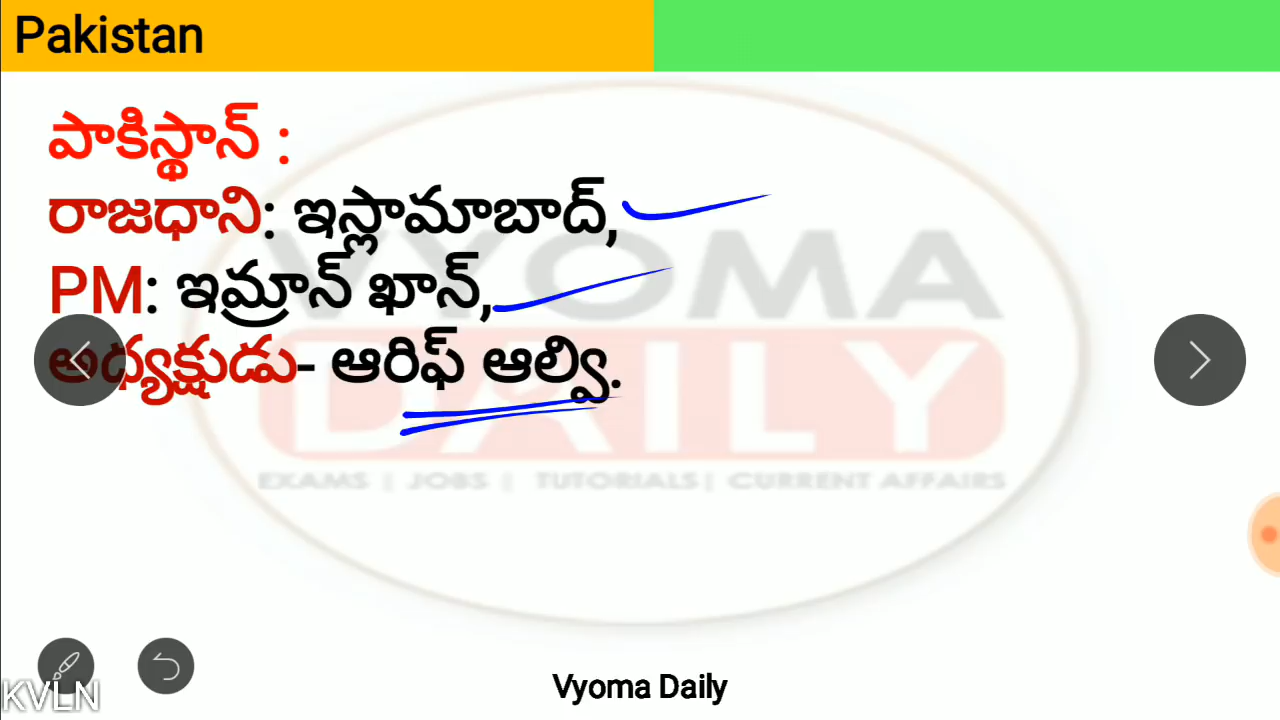 Pakistan
పాకిస్థాన్ :
రాజధాని: ఇస్లామాబాద్,
PM: ఇమ్రాన్ ఖాన్,
అధ్యక్షుడు- ఆరిఫ్ ఆల్వి.
VYOMA
DAILY
EXAMS | JOBS | TUTORIALS | CURRENT AFFAIRS
KVLN
Vyoma Daily